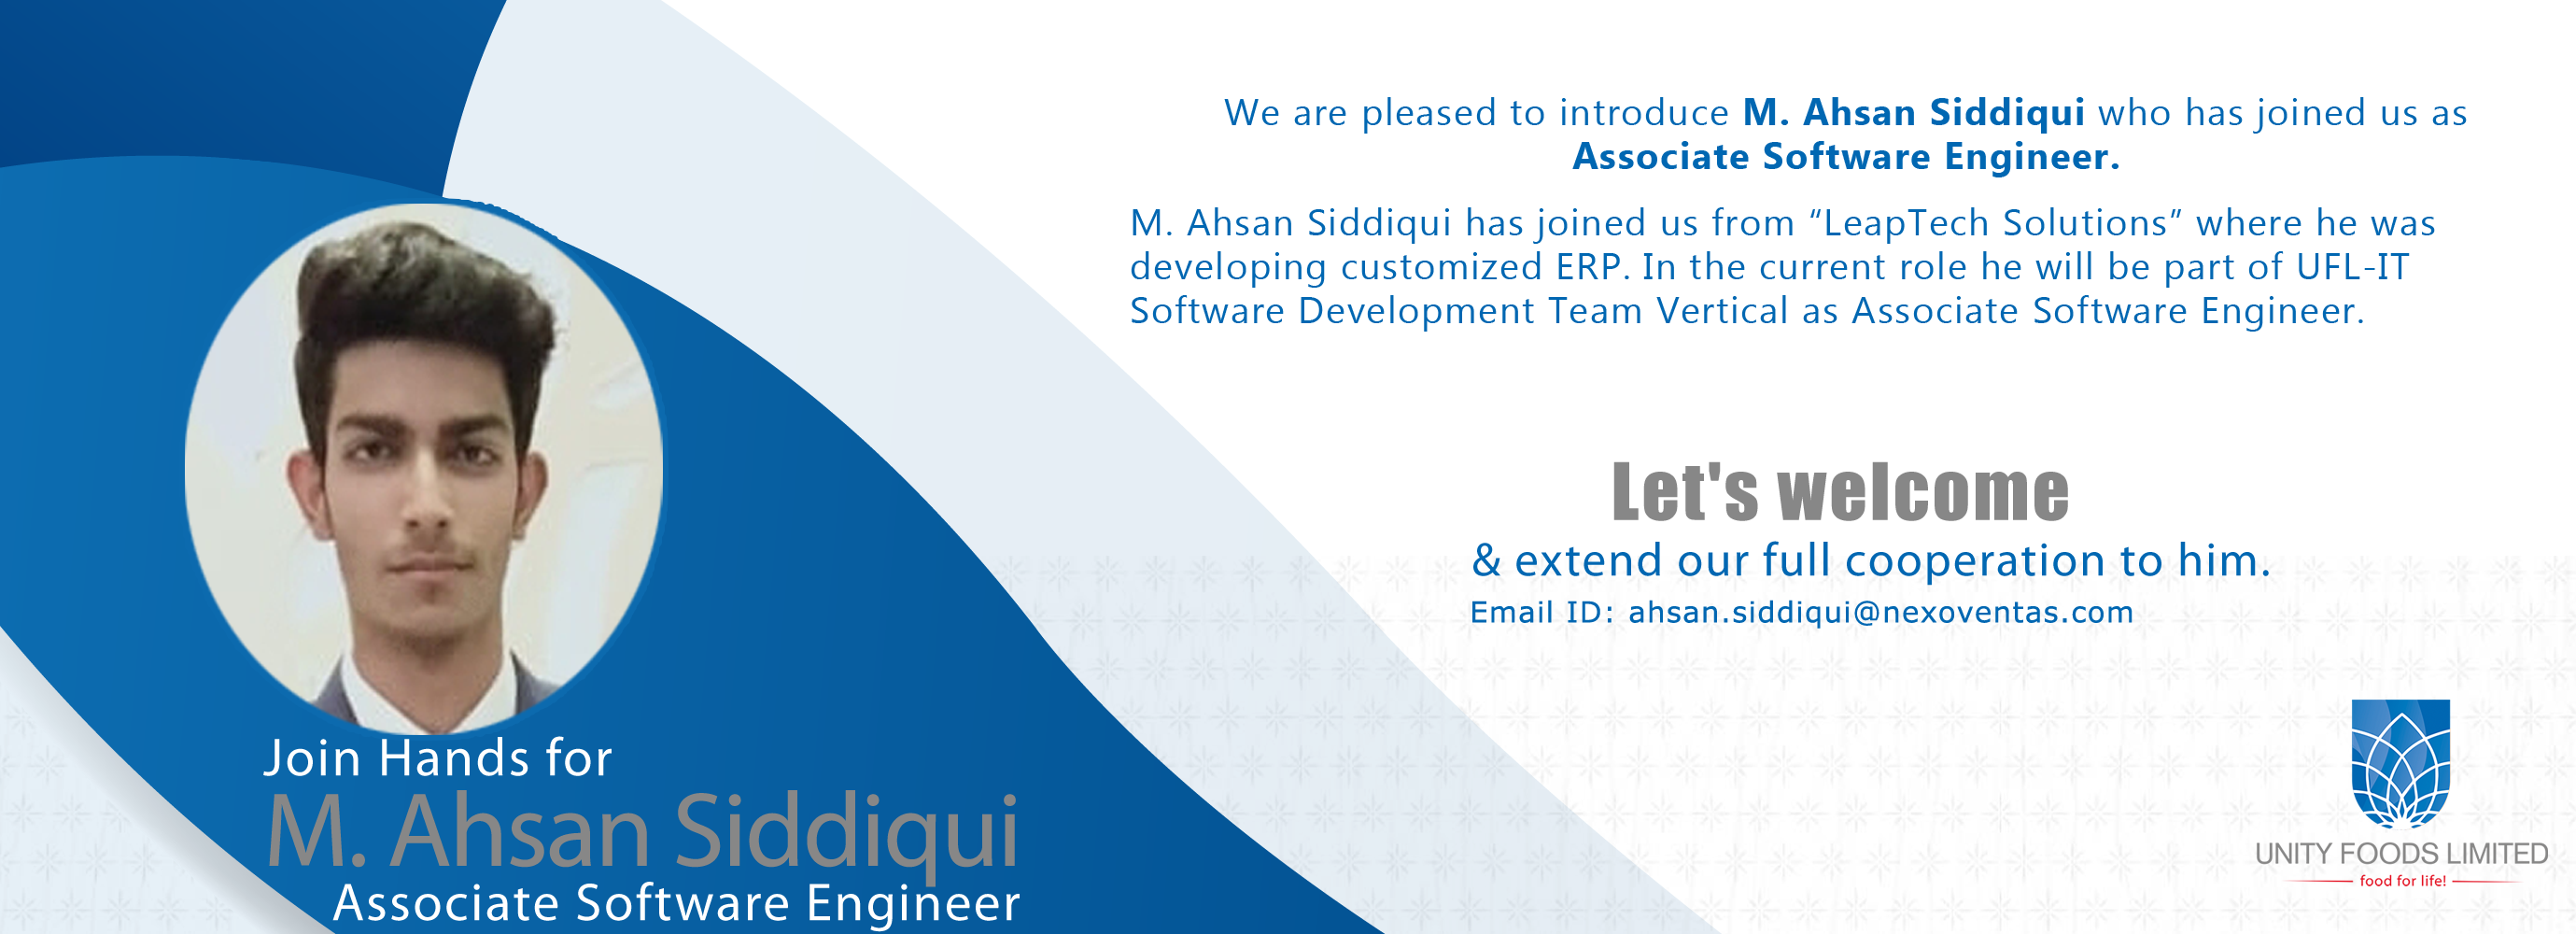 We are pleased to introduce M. Ahsan Siddiqui who has joined us as
Associate Software Engineer.
M. Ahsan Siddiqui has joined us from “LeapTech Solutions” where he was
developing customized ERP. In the current role he will be part of UFL-IT
Software Development Team Vertical as Associate Software Engineer.
Let's welcome
& extend our full cooperation to him.
Email ID: ahsan.siddiqui@nexoventas.com
Join Hands for
M. Ahsan Siddiqui
Associate Software Engineer
UNITY FOODS LIMITED
food for life!